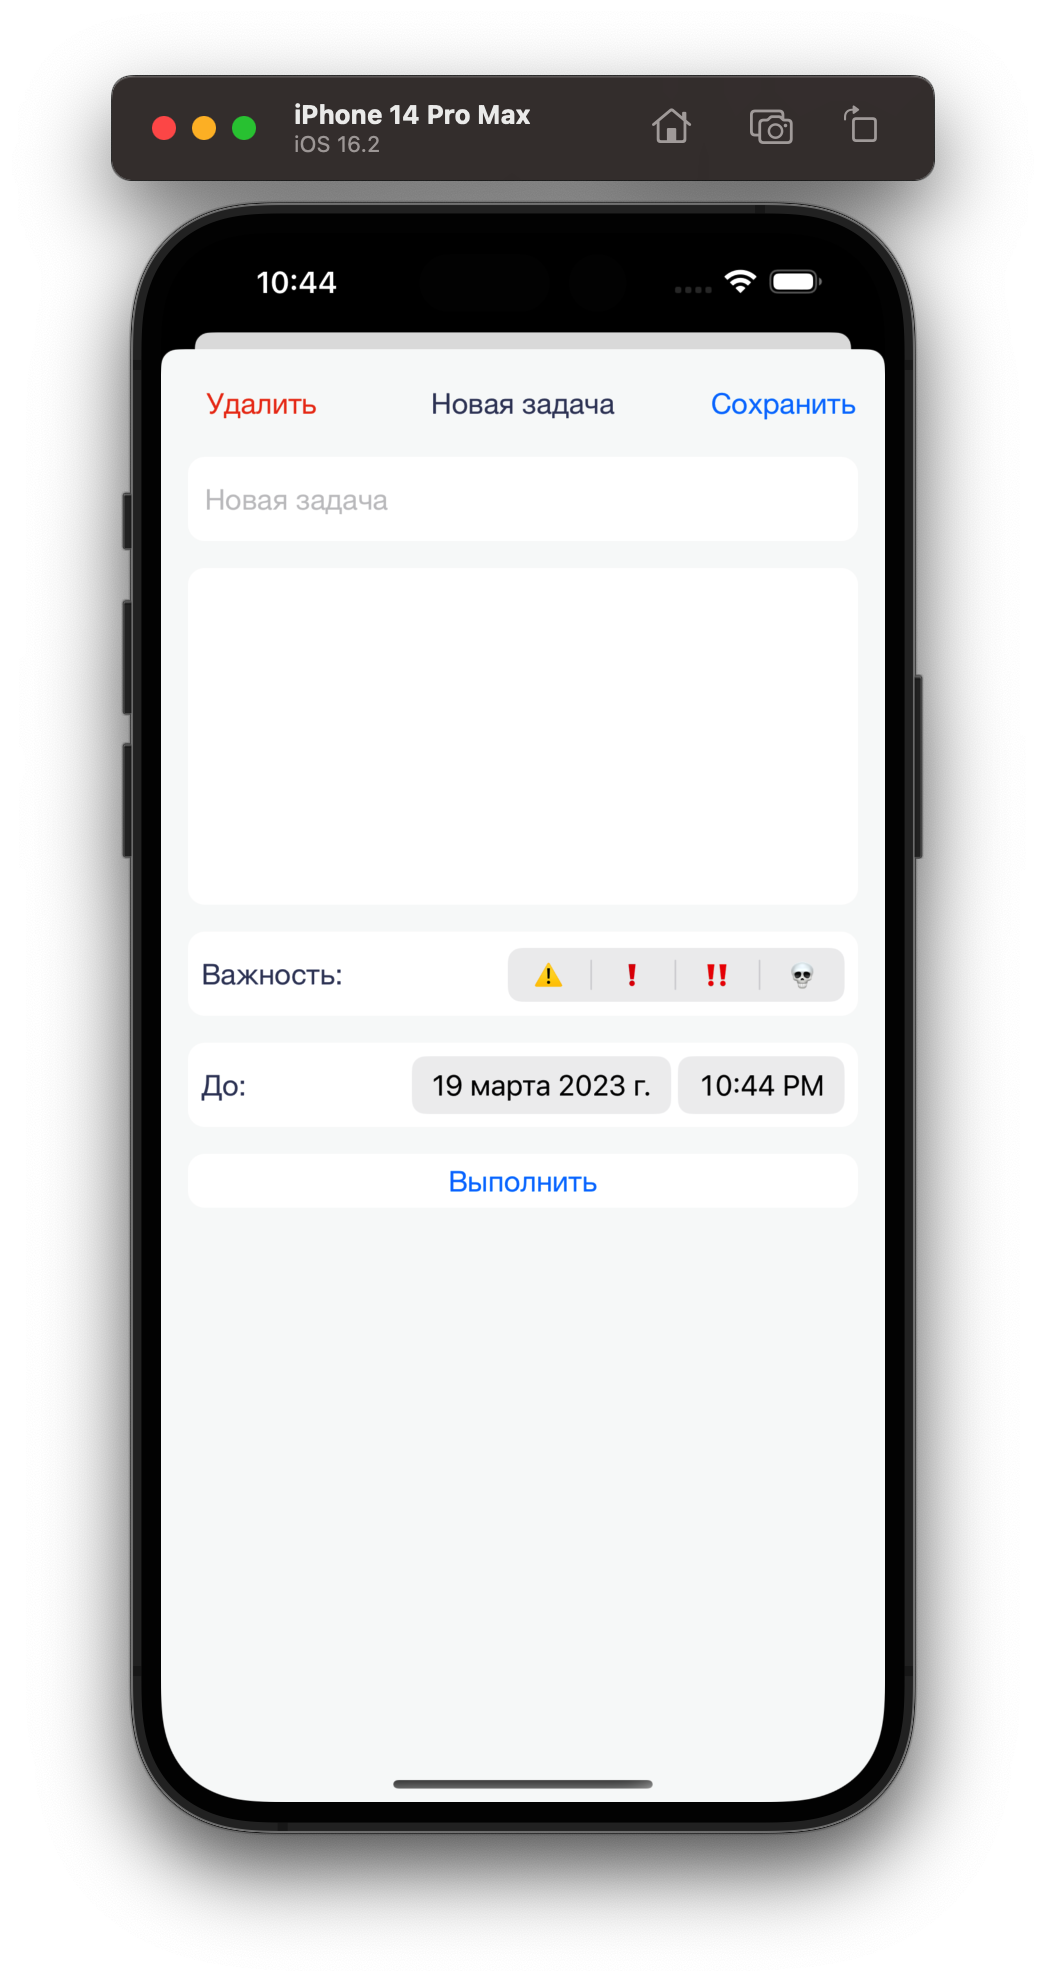 iPhone 14 Pro Max
iOS 16.2
10:44
Удалить Новая задача Сохранить
Новая задача
Важность: ⚠️ ❗ ‼️ 💀
До: 19 марта 2023 г. 10:44 PM
Выполнить